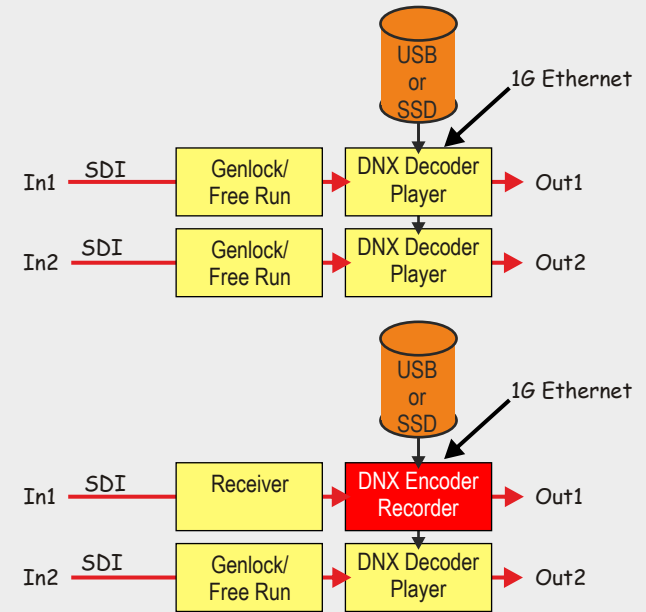 USB
or
SSD
1G Ethernet
In1
SDI
Genlock/
Free Run
DNX Decoder
Player
Out1
In2
SDI
Genlock/
Free Run
DNX Decoder
Player
Out2
USB
or
SSD
1G Ethernet
In1
SDI
Receiver
DNX Encoder
Recorder
Out1
In2
SDI
Genlock/
Free Run
DNX Decoder
Player
Out2